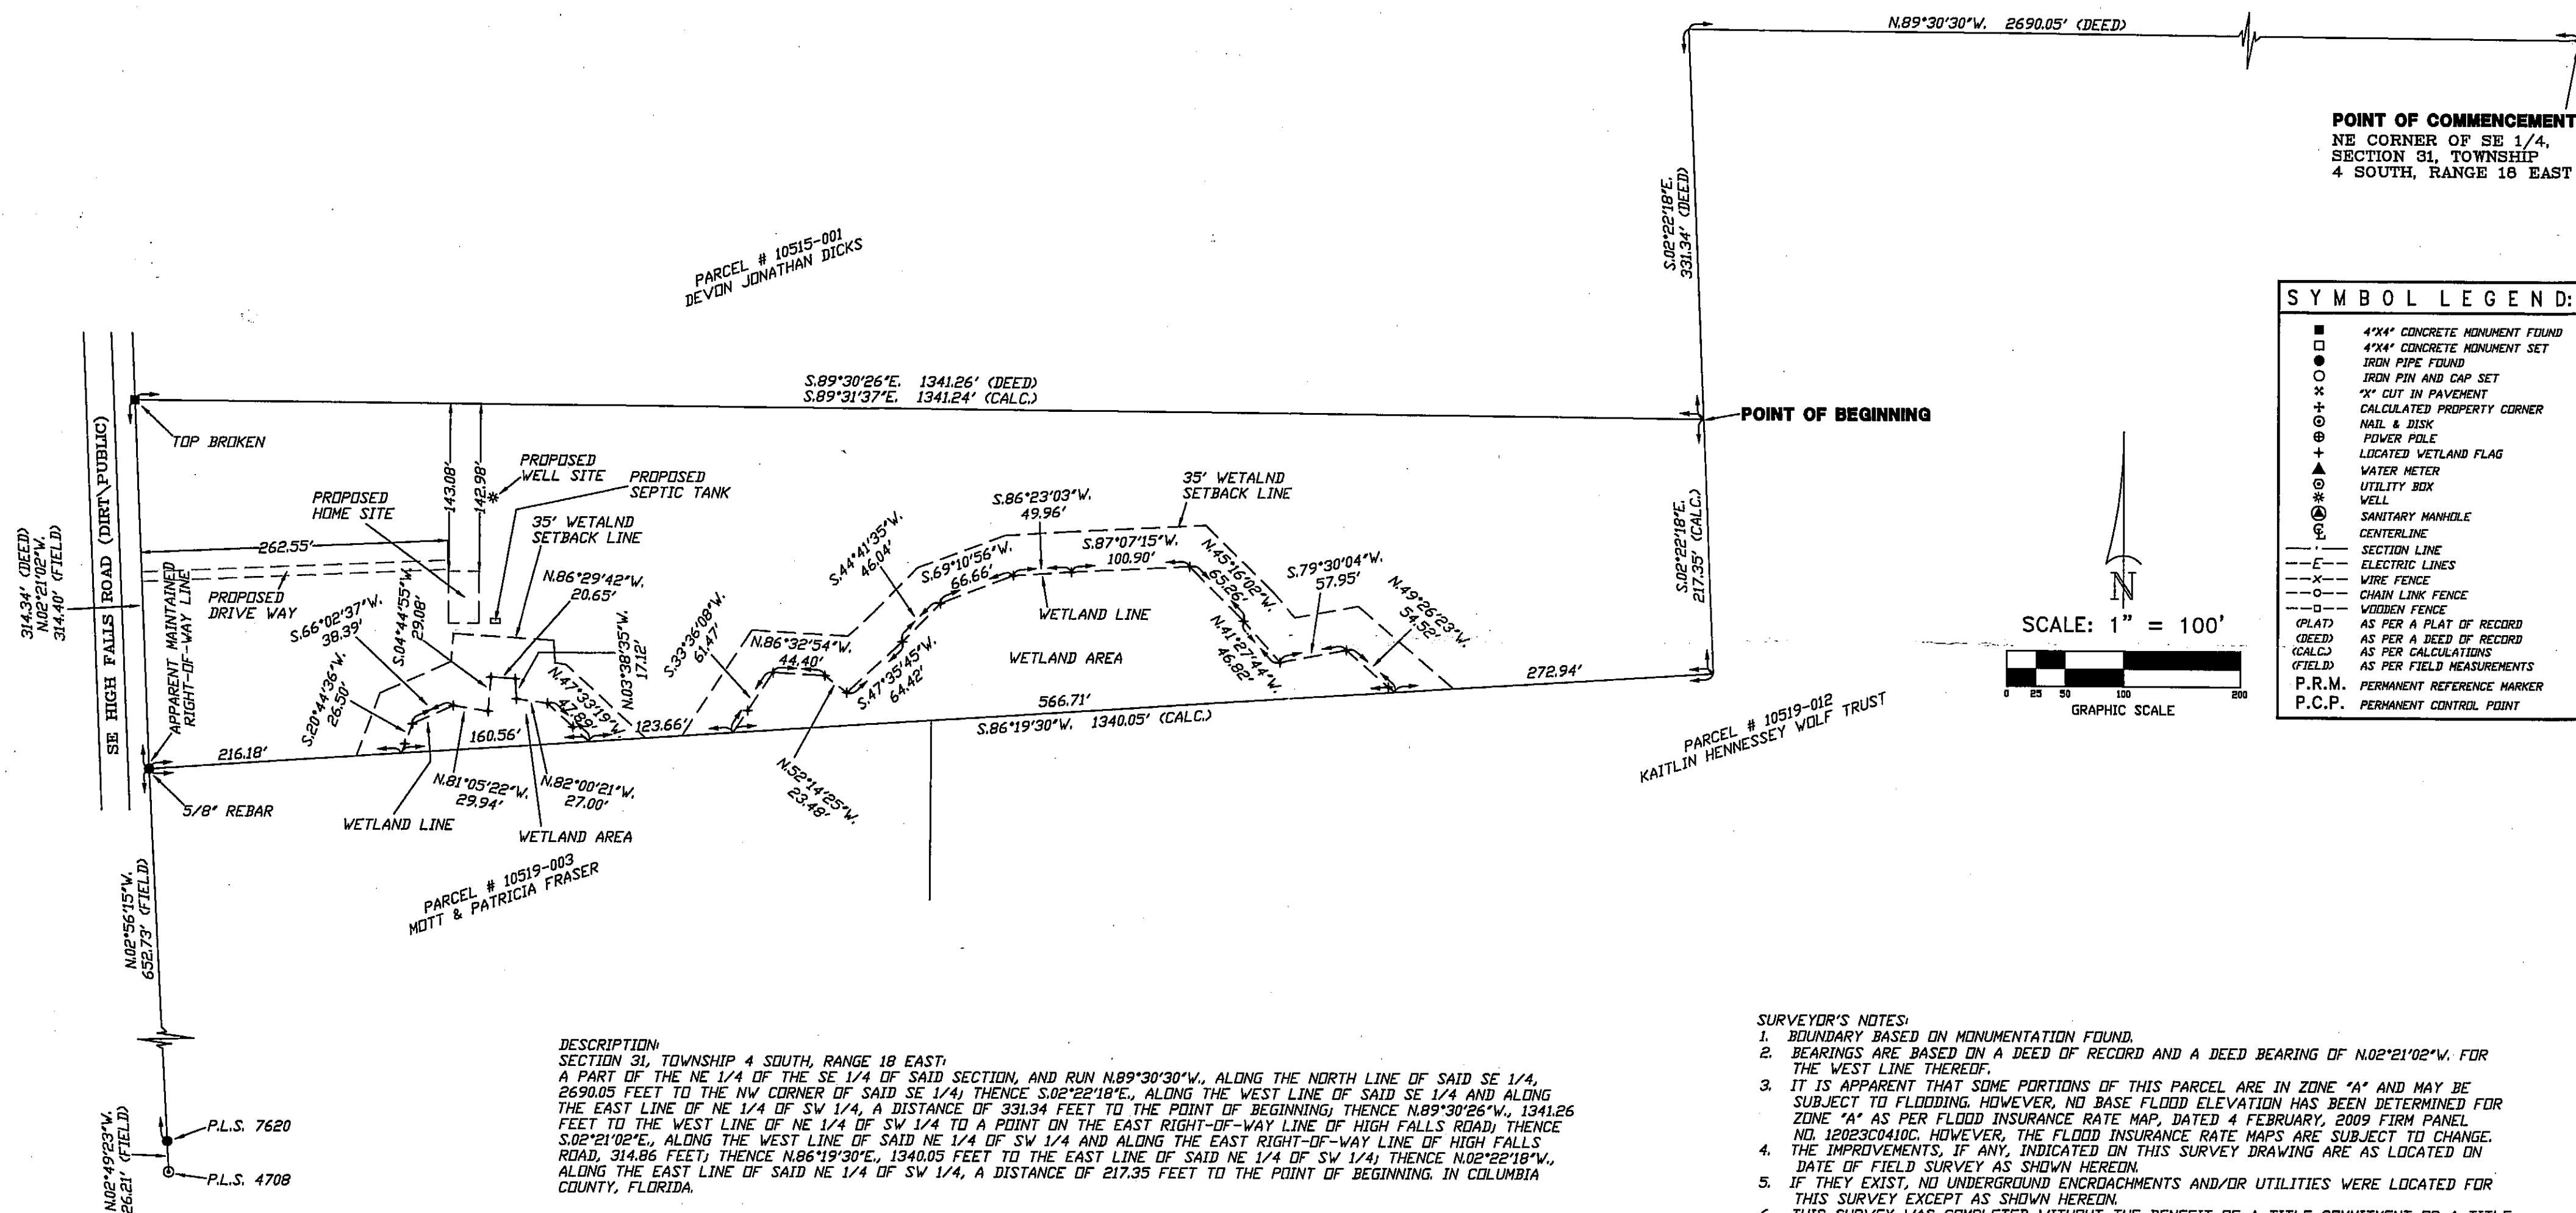 N.89°30'30"W. 2690.05' (DEED)
POINT OF COMMENCEMENT
NE CORNER OF SE 1/4,
SECTION 31, TOWNSHIP
4 SOUTH, RANGE 18 EAST
S.02°22'18"E.
331.34' (DEED)
PARCEL # 10515-001
DEVON JONATHAN DICKS
S.89°30'26"E. 1341.26' (DEED)
S.89°31'37"E. 1341.24' (CALC.)
POINT OF BEGINNING
TOP BROKEN
SE HIGH FALLS ROAD (DIRT\PUBLIC)
314.34' (DEED)
N.02°21'02"W.
314.40' (FIELD)
APPARENT MAINTAINED
RIGHT-OF-WAY LINE
143.08'
142.98'
PROPOSED
WELL SITE
PROPOSED
SEPTIC TANK
PROPOSED
HOME SITE
35' WETALND
SETBACK LINE
262.55'
PROPOSED
DRIVE WAY
S.04°44'55"W.
29.08'
N.86°29'42"W.
20.65'
S.66°02'37"W.
38.39'
S.20°44'36"W.
26.50'
N.03°38'35"W.
17.12'
N.47°33'19"W.
47.89'
S.33°36'08"W.
61.47'
N.86°32'54"W.
44.40'
S.44°41'35"W.
46.04'
S.69°10'56"W.
66.66'
S.86°23'03"W.
49.96'
S.87°07'15"W.
100.90'
35' WETALND
SETBACK LINE
N.45°16'02"W.
65.26'
S.79°30'04"W.
57.95'
N.49°26'23"W.
54.52'
N.41°27'44"W.
46.82'
S.47°35'45"W.
64.42'
WETLAND LINE
WETLAND AREA
S.02°22'18"E.
217.35' (CALC.)
216.18'
160.56'
123.66'
566.71'
272.94'
S.86°19'30"W. 1340.05' (CALC.)
N.81°05'22"W.
29.94'
N.82°00'21"W.
27.00'
N.52°14'25"W.
23.48'
5/8" REBAR
WETLAND LINE
WETLAND AREA
PARCEL # 10519-003
MOTT & PATRICIA FRASER
PARCEL # 10519-012
KAITLIN HENNESSEY WOLF TRUST
N.02°56'15"W.
652.73' (FIELD)
P.L.S. 7620
P.L.S. 4708
N.02°49'23"W.
26.21' (FIELD)
N
SCALE: 1" = 100'
0 25 50 100 200
GRAPHIC SCALE
SYMBOL LEGEND:
4"X4" CONCRETE MONUMENT FOUND
4"X4" CONCRETE MONUMENT SET
IRON PIPE FOUND
IRON PIN AND CAP SET
"X" CUT IN PAVEMENT
CALCULATED PROPERTY CORNER
NAIL & DISK
POWER POLE
LOCATED WETLAND FLAG
WATER METER
UTILITY BOX
WELL
SANITARY MANHOLE
CENTERLINE
SECTION LINE
E ELECTRIC LINES
WIRE FENCE
CHAIN LINK FENCE
WOODEN FENCE
(PLAT) AS PER A PLAT OF RECORD
(DEED) AS PER A DEED OF RECORD
(CALC.) AS PER CALCULATIONS
(FIELD) AS PER FIELD MEASUREMENTS
P.R.M. PERMANENT REFERENCE MARKER
P.C.P. PERMANENT CONTROL POINT
DESCRIPTION:
SECTION 31, TOWNSHIP 4 SOUTH, RANGE 18 EAST:
A PART OF THE NE 1/4 OF THE SE 1/4 OF SAID SECTION, AND RUN N.89°30'30"W., ALONG THE NORTH LINE OF SAID SE 1/4,
2690.05 FEET TO THE NW CORNER OF SAID SE 1/4; THENCE S.02°22'18"E., ALONG THE WEST LINE OF SAID SE 1/4 AND ALONG
THE EAST LINE OF NE 1/4 OF SW 1/4, A DISTANCE OF 331.34 FEET TO THE POINT OF BEGINNING; THENCE N.89°30'26"W., 1341.26
FEET TO THE WEST LINE OF NE 1/4 OF SW 1/4 TO A POINT ON THE EAST RIGHT-OF-WAY LINE OF HIGH FALLS ROAD; THENCE
S.02°21'02"E., ALONG THE WEST LINE OF SAID NE 1/4 OF SW 1/4 AND ALONG THE EAST RIGHT-OF-WAY LINE OF HIGH FALLS
ROAD, 314.86 FEET; THENCE N.86°19'30"E., 1340.05 FEET TO THE EAST LINE OF SAID NE 1/4 OF SW 1/4; THENCE N.02°22'18"W.,
ALONG THE EAST LINE OF SAID NE 1/4 OF SW 1/4, A DISTANCE OF 217.35 FEET TO THE POINT OF BEGINNING. IN COLUMBIA
COUNTY, FLORIDA.
SURVEYOR'S NOTES:
1. BOUNDARY BASED ON MONUMENTATION FOUND.
2. BEARINGS ARE BASED ON A DEED OF RECORD AND A DEED BEARING OF N.02°21'02"W. FOR
THE WEST LINE THEREOF.
3. IT IS APPARENT THAT SOME PORTIONS OF THIS PARCEL ARE IN ZONE "A" AND MAY BE
SUBJECT TO FLOODING. HOWEVER, NO BASE FLOOD ELEVATION HAS BEEN DETERMINED FOR
ZONE "A" AS PER FLOOD INSURANCE RATE MAP, DATED 4 FEBRUARY, 2009 FIRM PANEL
NO. 12023C0410C. HOWEVER, THE FLOOD INSURANCE RATE MAPS ARE SUBJECT TO CHANGE.
4. THE IMPROVEMENTS, IF ANY, INDICATED ON THIS SURVEY DRAWING ARE AS LOCATED ON
DATE OF FIELD SURVEY AS SHOWN HEREON.
5. IF THEY EXIST, NO UNDERGROUND ENCROACHMENTS AND/OR UTILITIES WERE LOCATED FOR
THIS SURVEY EXCEPT AS SHOWN HEREON.
6. THIS SURVEY WAS COMPLETED WITHOUT THE BENEFIT OF A TITLE COMMITMENT OR A TITLE